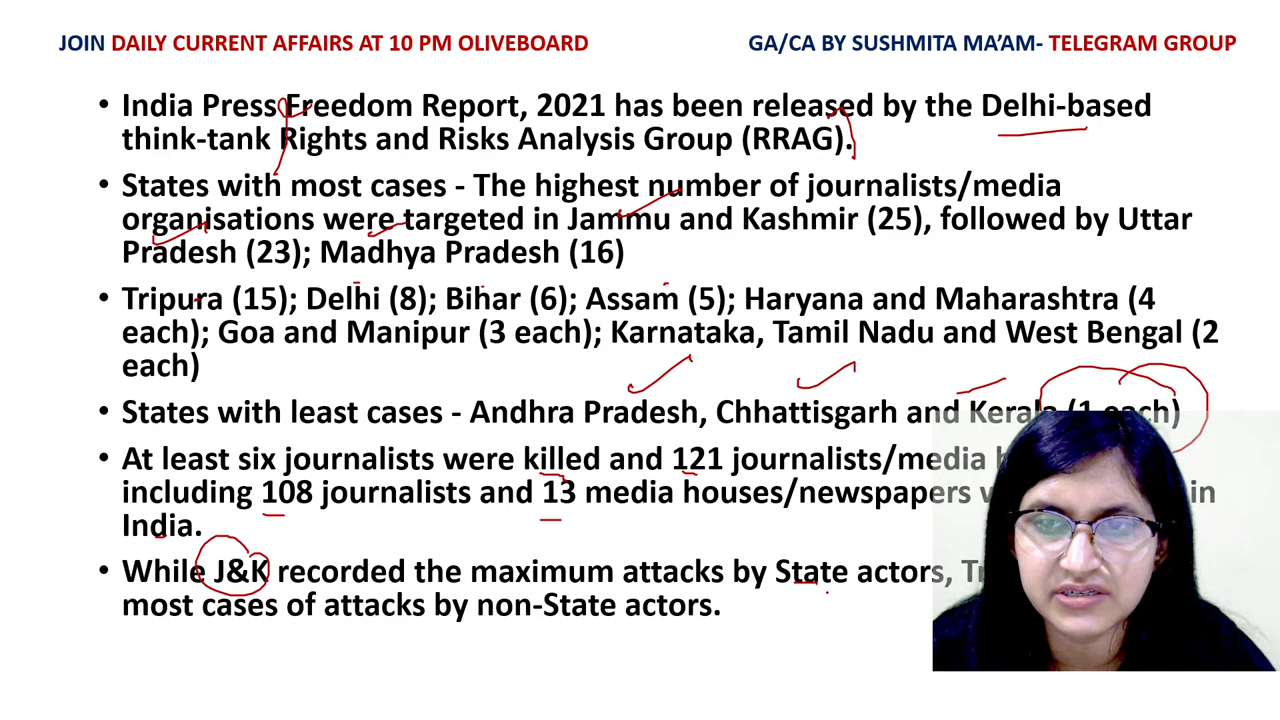 JOIN DAILY CURRENT AFFAIRS AT 10 PM OLIVEBOARD
GA/CA BY SUSHMITA MA’AM- TELEGRAM GROUP
• India Press Freedom Report, 2021 has been released by the Delhi-based
think-tank Rights and Risks Analysis Group (RRAG).
• States with most cases - The highest number of journalists/media
organisations were targeted in Jammu and Kashmir (25), followed by Uttar
Pradesh (23); Madhya Pradesh (16)
• Tripura (15); Delhi (8); Bihar (6); Assam (5); Haryana and Maharashtra (4
each); Goa and Manipur (3 each); Karnataka, Tamil Nadu and West Bengal (2
each)
• States with least cases - Andhra Pradesh, Chhattisgarh and Kerala (1 each)
• At least six journalists were killed and 121 journalists/media
including 108 journalists and 13 media houses/newspapers in
India.
• While J&K recorded the maximum attacks by State actors,
most cases of attacks by non-State actors.